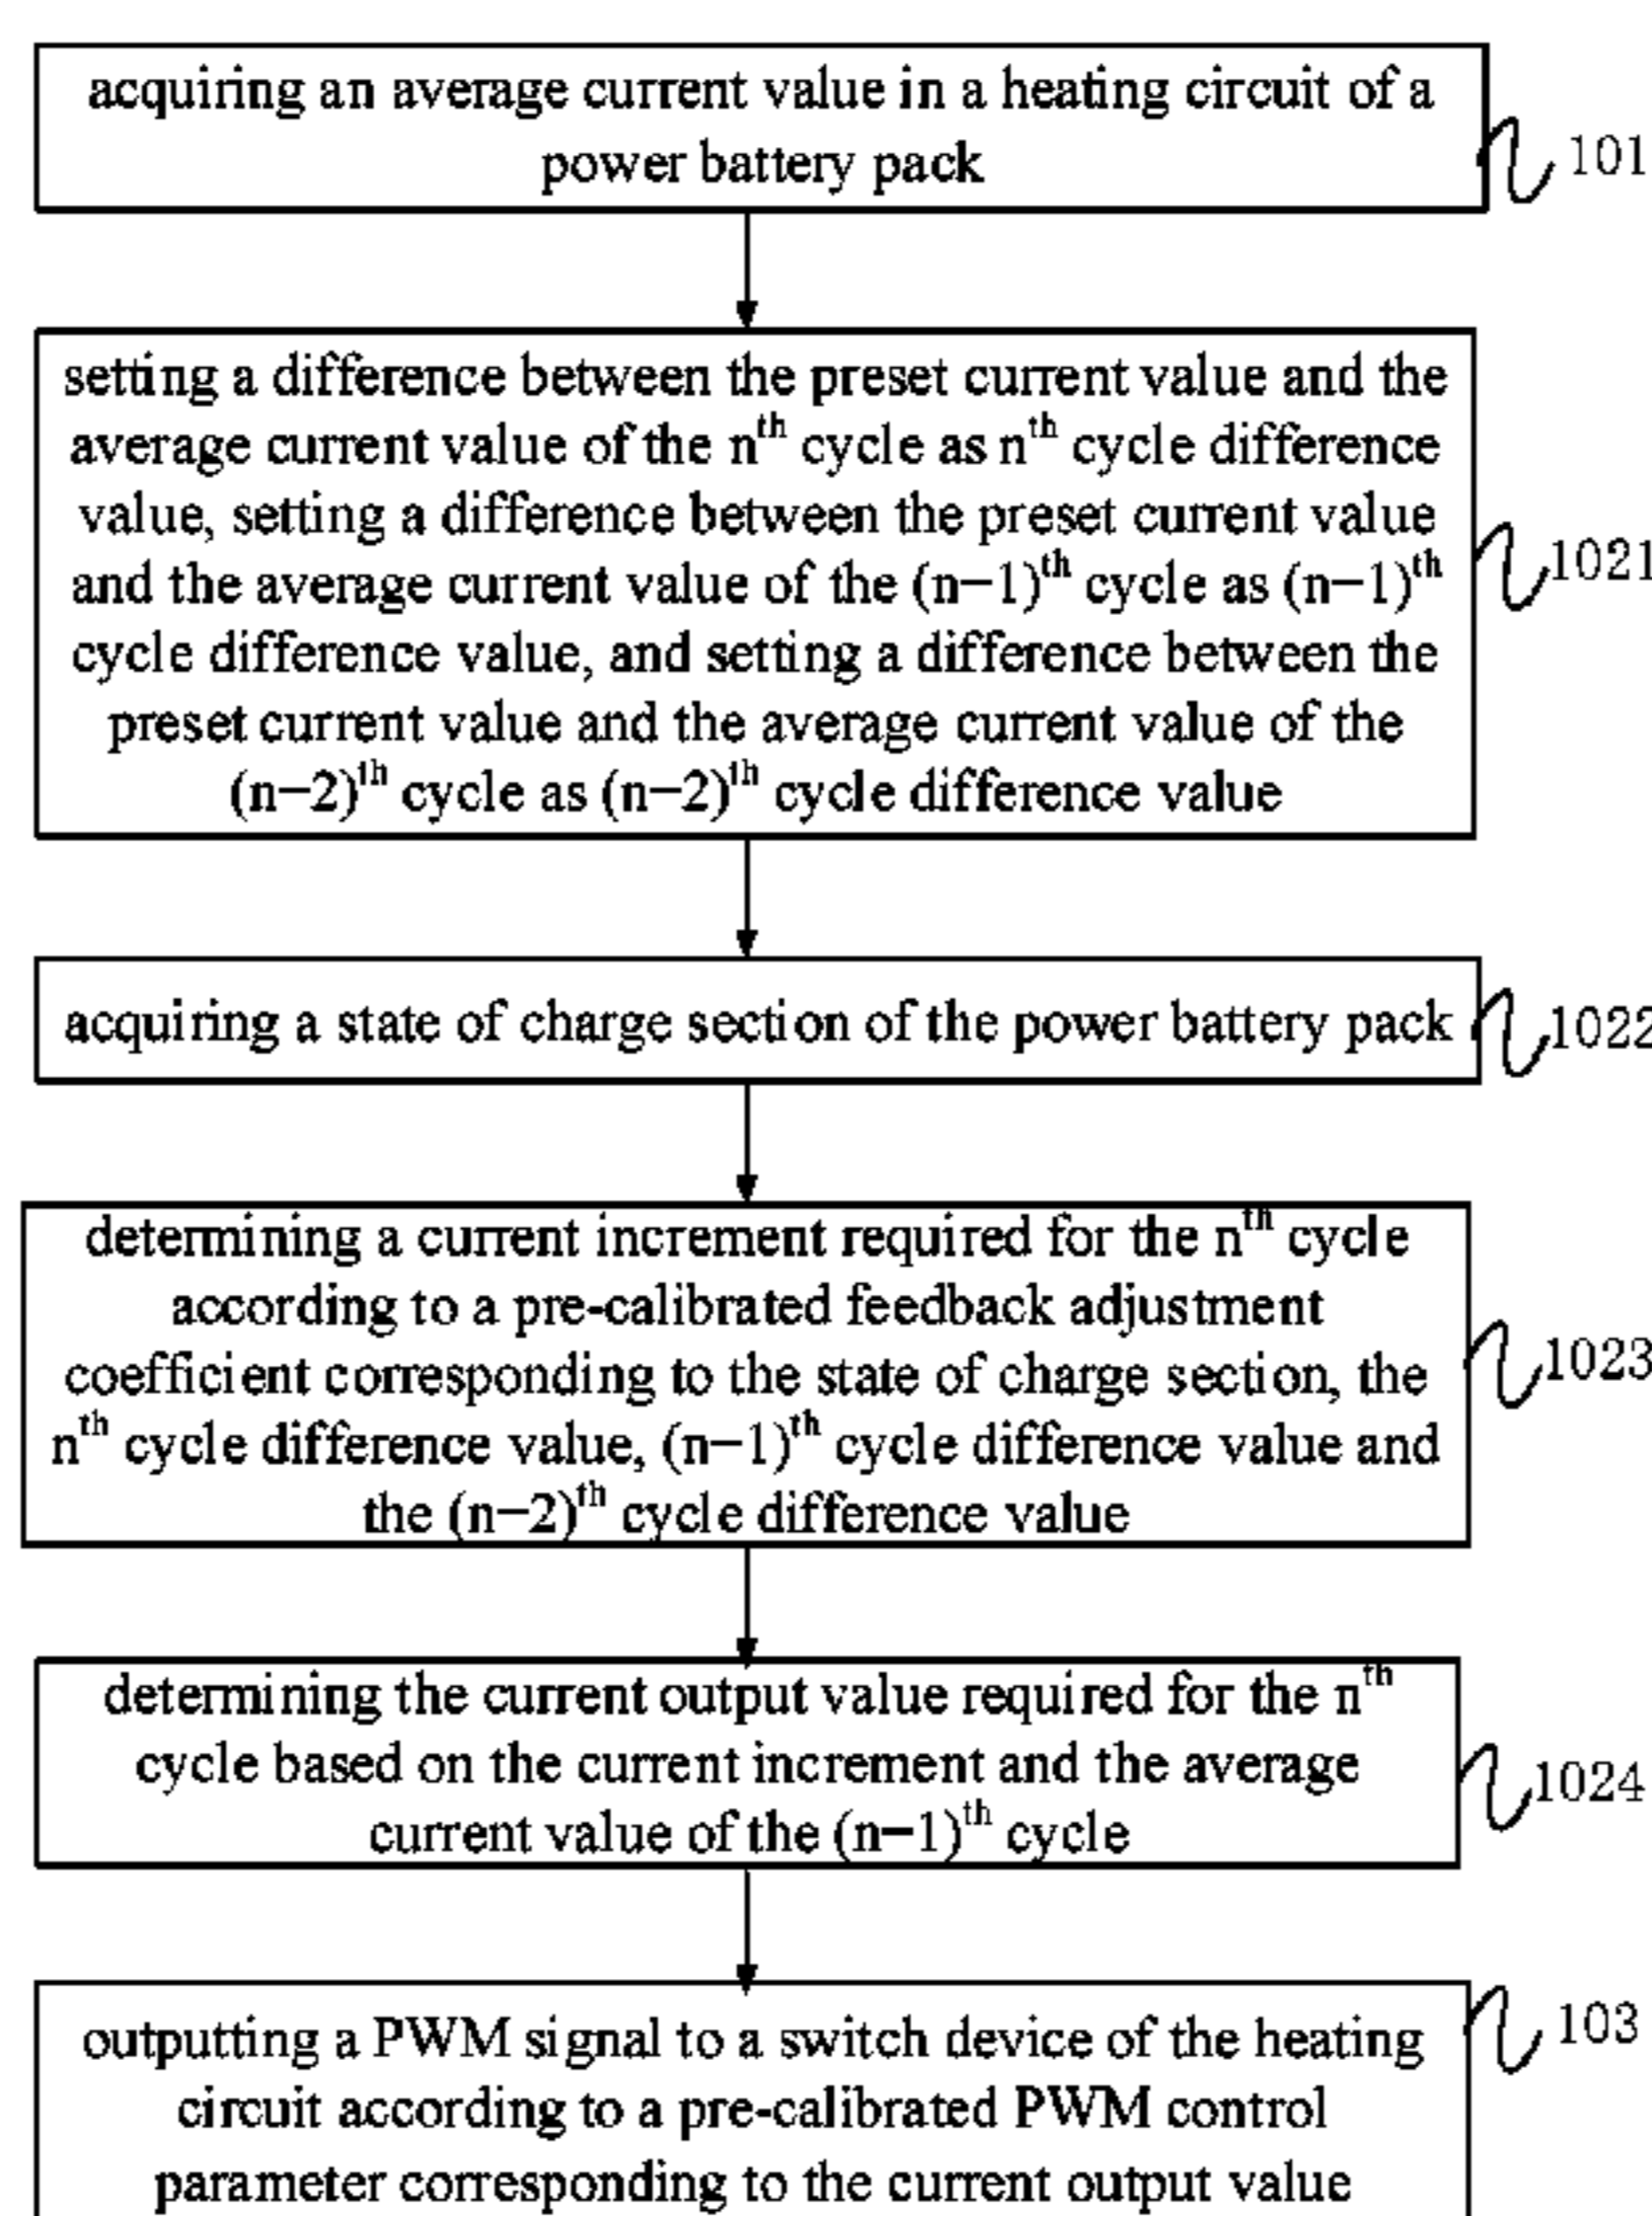 acquiring an average current value in a heating circuit of a
power battery pack
101
setting a difference between the preset current value and the
average current value of the nth cycle as nth cycle difference
value, setting a difference between the preset current value
and the average current value of the (n−1)th cycle as (n−1)th
cycle difference value, and setting a difference between the
preset current value and the average current value of the
(n−2)th cycle as (n−2)th cycle difference value
1021
acquiring a state of charge section of the power battery pack
1022
determining a current increment required for the nth cycle
according to a pre-calibrated feedback adjustment
coefficient corresponding to the state of charge section, the
nth cycle difference value, (n−1)th cycle difference value and
the (n−2)th cycle difference value
1023
determining the current output value required for the nth
cycle based on the current increment and the average
current value of the (n−1)th cycle
1024
outputting a PWM signal to a switch device of the heating
circuit according to a pre-calibrated PWM control
parameter corresponding to the current output value
103